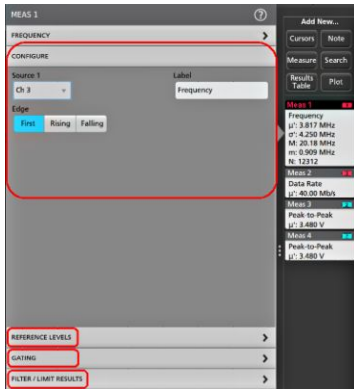 MEAS 1
?
FREQUENCY
CONFIGURE
Source 1
Ch 3
Label
Frequency
Edge
First Rising Falling
REFERENCE LEVELS
GATING
FILTER / LIMIT RESULTS
Add New...
Cursors Note
Measure Search
Results Table Plot
Meas 1
Frequency
µ': 3.817 MHz
σ': 4.250 MHz
M: 20.18 MHz
m: 0.909 MHz
N: 12312
Meas 2
Data Rate
µ': 40.00 Mb/s
Meas 3
Peak-to-Peak
µ': 3.480 V
Meas 4
Peak-to-Peak
µ': 3.480 V